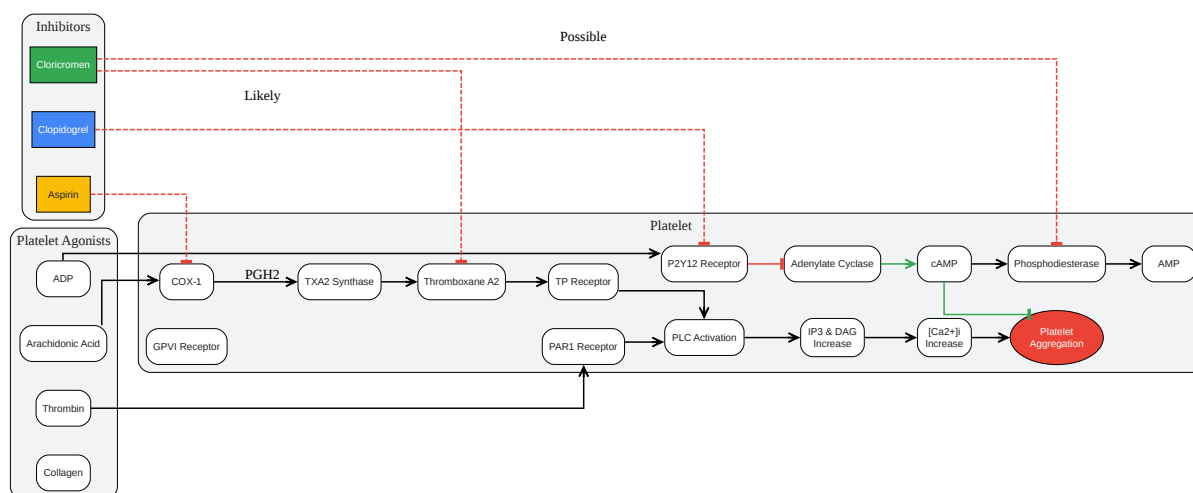 Inhibitors
Cloricromen
Clopidogrel
Aspirin
Possible
Likely
Platelet Agonists
ADP
Arachidonic Acid
Thrombin
Collagen
Platelet
COX-1
PGH2
TXA2 Synthase
Thromboxane A2
TP Receptor
P2Y12 Receptor
Adenylate Cyclase
cAMP
Phosphodiesterase
AMP
GPVI Receptor
PAR1 Receptor
PLC Activation
IP3 & DAG
Increase
[Ca2+]i
Increase
Platelet
Aggregation